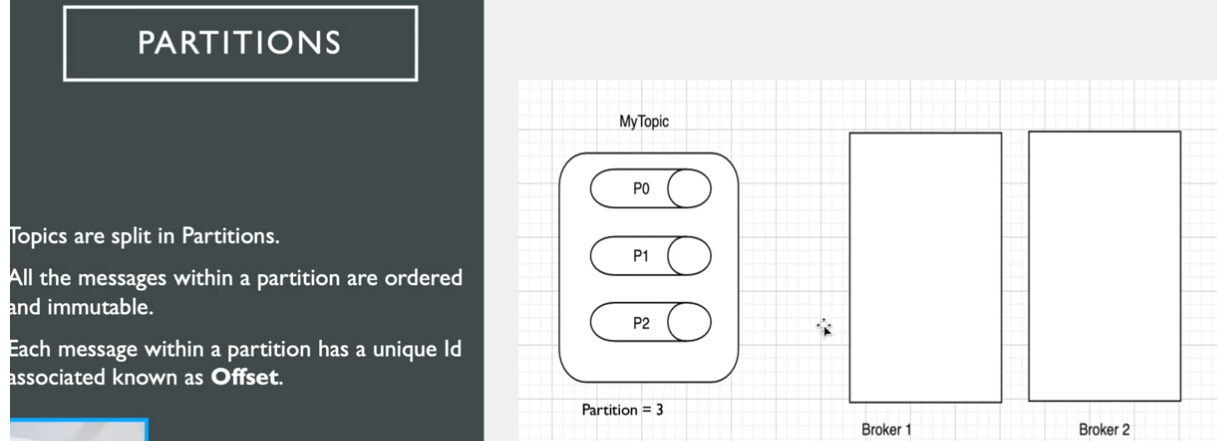 PARTITIONS
Topics are split in Partitions.
All the messages within a partition are ordered
and immutable.
Each message within a partition has a unique Id
associated known as Offset.
MyTopic
P0
P1
P2
Partition = 3
Broker 1
Broker 2